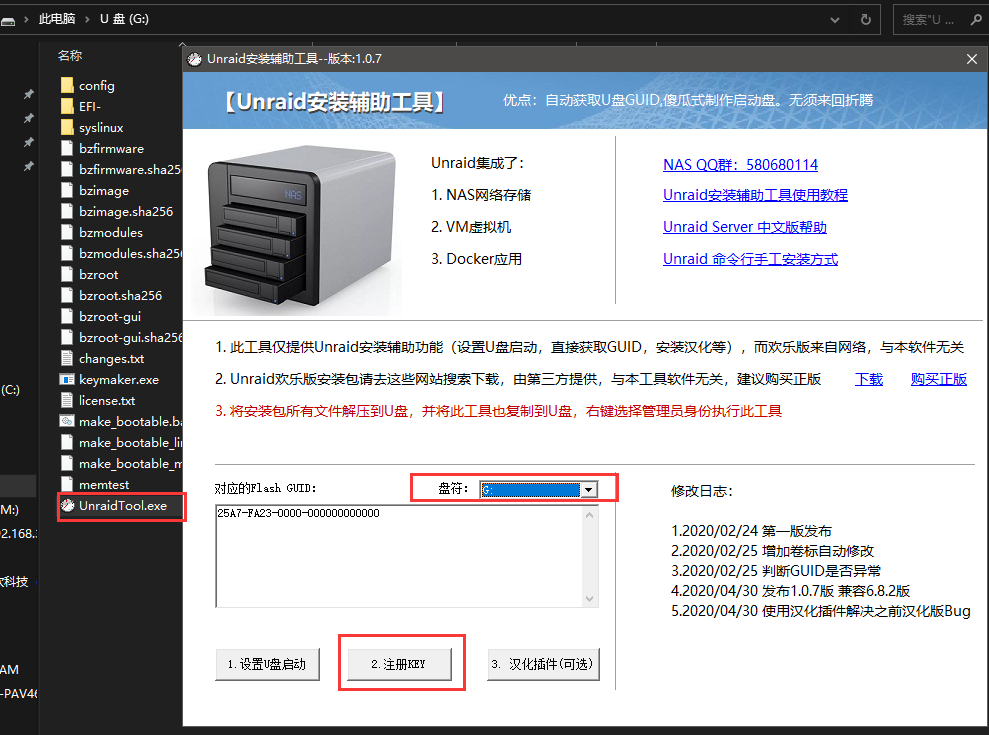 此电脑 › U 盘 (G:)
搜索"U ...
名称
config
EFI-
syslinux
bzfirmware
bzfirmware.sha25
bzimage
bzimage.sha256
bzmodules
bzmodules.sha256
bzroot
bzroot.sha256
bzroot-gui
bzroot-gui.sha256
changes.txt
keymaker.exe
license.txt
make_bootable.ba
make_bootable_lin
make_bootable_m
memtest
UnraidTool.exe
(C:)
M:)
2.168.
欢科技
AM
-PAV46
Unraid安装辅助工具--版本:1.0.7
【Unraid安装辅助工具】
优点：自动获取U盘GUID,傻瓜式制作启动盘。无须来回折腾
NAS
Unraid集成了：
1. NAS网络存储
2. VM虚拟机
3. Docker应用
NAS QQ群：580680114
Unraid安装辅助工具使用教程
Unraid Server 中文版帮助
Unraid 命令行手工安装方式
1. 此工具仅提供Unraid安装辅助功能（设置U盘启动，直接获取GUID，安装汉化等），而欢乐版来自网络，与本软件无关
2. Unraid欢乐版安装包请去这些网站搜索下载，由第三方提供，与本工具软件无关，建议购买正版 下载 购买正版
3. 将安装包所有文件解压到U盘，并将此工具也复制到U盘，右键选择管理员身份执行此工具
对应的Flash GUID:
盘符： G:
25A7-FA23-0000-000000000000
1.设置U盘启动
2.注册KEY
3. 汉化插件(可选)
修改日志：
1.2020/02/24 第一版发布
2.2020/02/25 增加卷标自动修改
3.2020/02/25 判断GUID是否异常
4.2020/04/30 发布1.0.7版 兼容6.8.2版
5.2020/04/30 使用汉化插件解决之前汉化版Bug